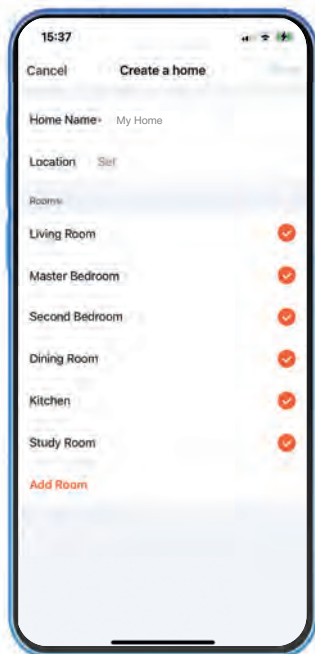 15:37
Cancel Create a home
Home Name* My Home
Location Set
Rooms:
Living Room
Master Bedroom
Second Bedroom
Dining Room
Kitchen
Study Room
Add Room